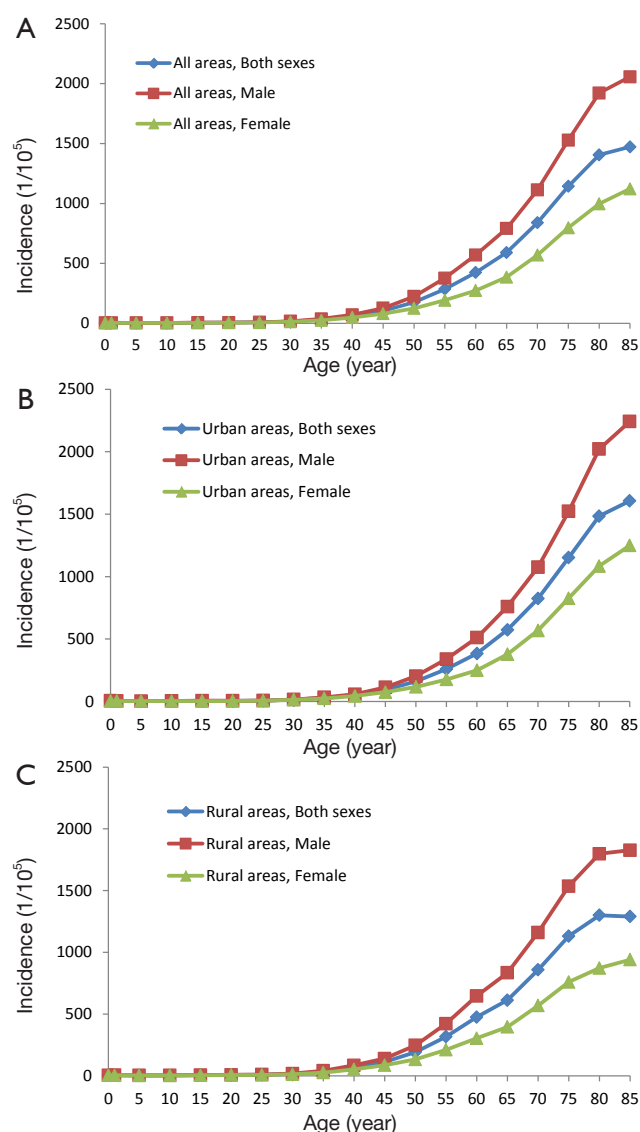 A
2500
2000
1500
1000
500
0
Incidence (1/10⁵)
All areas, Both sexes
All areas, Male
All areas, Female
0 5 10 15 20 25 30 35 40 45 50 55 60 65 70 75 80 85
Age (year)
B
2500
2000
1500
1000
500
0
Incidence (1/10⁵)
Urban areas, Both sexes
Urban areas, Male
Urban areas, Female
0 5 10 15 20 25 30 35 40 45 50 55 60 65 70 75 80 85
Age (year)
C
2500
2000
1500
1000
500
0
Incidence (1/10⁵)
Rural areas, Both sexes
Rural areas, Male
Rural areas, Female
0 5 10 15 20 25 30 35 40 45 50 55 60 65 70 75 80 85
Age (year)